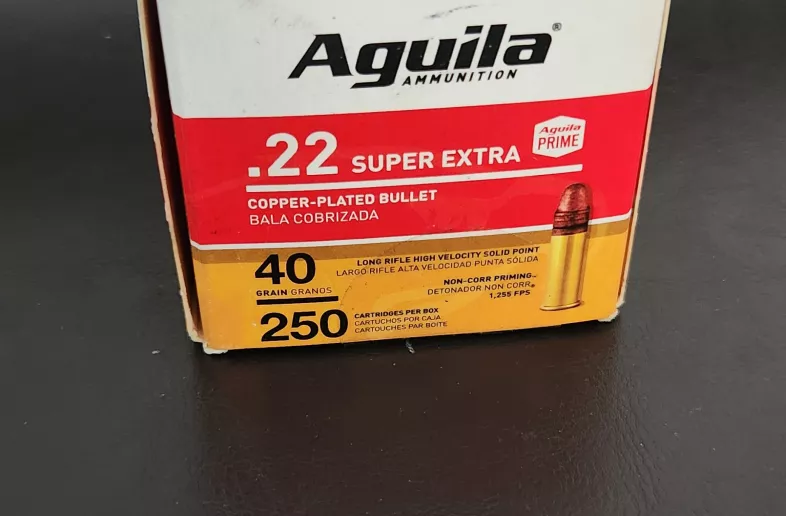 Aguila®
AMMUNITION
.22 SUPER EXTRA
Aguila
PRIME
COPPER-PLATED BULLET
BALA COBRIZADA
40
GRAIN GRANOS
250
CARTRIDGES PER BOX
CARTUCHOS POR CAJA
CARTOUCHES PAR BOITE
LONG RIFLE HIGH VELOCITY SOLID POINT
LARGO RIFLE ALTA VELOCIDAD PUNTA SÓLIDA
NON-CORR PRIMING™
DETONADOR NON CORR®
1,255 FPS